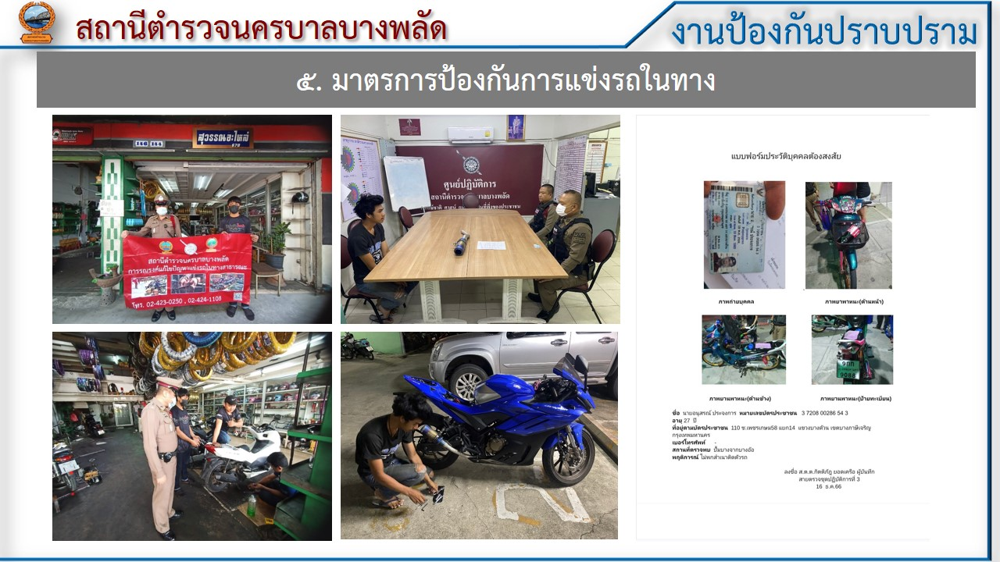 สถานีตำรวจนครบาลบางพลัด
งานป้องกันปราบปราม
๕. มาตรการป้องกันการแข่งรถในทาง
146 144
สุวรรณอะไหล่
สถานีตำรวจนครบาลบางพลัด
การรณรงค์แก้ไขปัญหาแข่งรถในทางสาธารณะ
โทร. 02-423-0250 , 02-424-1108
ศูนย์ปฏิบัติการ
POLICE
แบบฟอร์มประวัติบุคคลต้องสงสัย
ภาพถ่ายบุคคล
ภาพยาพาหนะ(ด้านหน้า)
9088
ภาพยานพาหนะ(ด้านข้าง)
ภาพยานพาหนะ(ป้ายทะเบียน)
ชื่อ นายอนุสรณ์ ประจงการ หมายเลขบัตรประชาชน 3 7208 00286 54 3
อายุ 27 ปี
ที่อยู่ตามบัตรประชาชน 110 ซ.เพชรเกษม58 แยก14 แขวงบางด้วน เขตบางภาษีเจริญ
กรุงเทพมหานคร
เบอร์โทรศัพท์ -
สถานที่ตรวจพบ ปั้มบางจากบางอ้อ
พฤติการณ์ ไม่พกสำเนาติดตัวรถ
ลงชื่อ ส.ต.ต.กิตติภัฎ ยอดเครือ ผู้บันทึก
สายตรวจชุดปฏิบัติการที่ 3
16 ธ.ค.66